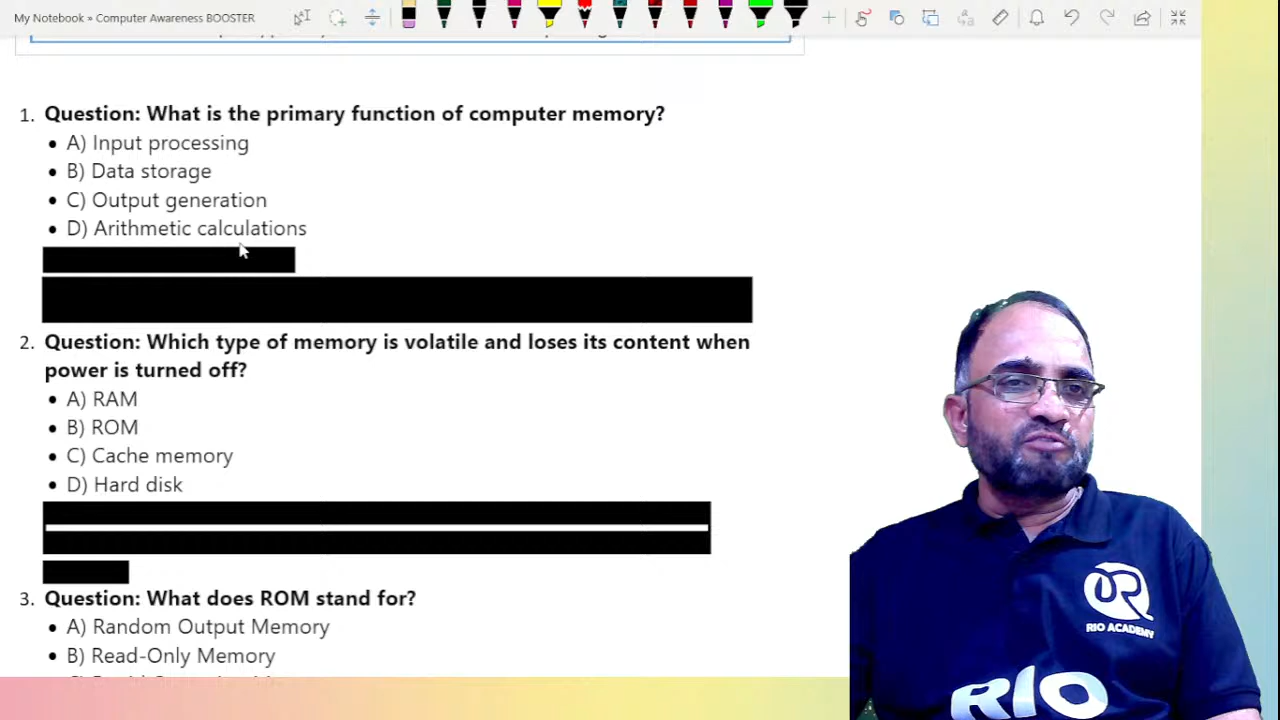 My Notebook » Computer Awareness BOOSTER
1. Question: What is the primary function of computer memory?
• A) Input processing
• B) Data storage
• C) Output generation
• D) Arithmetic calculations
2. Question: Which type of memory is volatile and loses its content when
power is turned off?
• A) RAM
• B) ROM
• C) Cache memory
• D) Hard disk
3. Question: What does ROM stand for?
• A) Random Output Memory
• B) Read-Only Memory
RIO ACADEMY
RIO